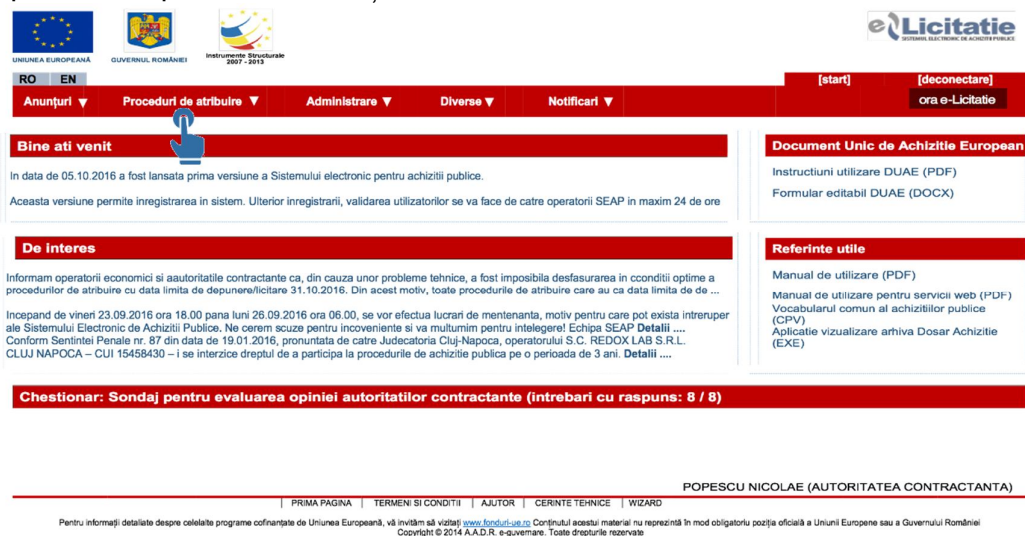 UNIUNEA EUROPEANĂ
GUVERNUL ROMÂNIEI
Instrumente Structurale
2007 - 2013
e Licitatie
SISTEMUL ELECTRONIC DE ACHIZITII PUBLICE
RO EN
[start] [deconectare]
Anunțuri ▼ Proceduri de atribuire ▼ Administrare ▼ Diverse ▼ Notificari ▼
ora e-Licitatie
Bine ati venit
In data de 05.10.2016 a fost lansata prima versiune a Sistemului electronic pentru achizitii publice.
Aceasta versiune permite inregistrarea in sistem. Ulterior inregistrarii, validarea utilizatorilor se va face de catre operatorii SEAP in maxim 24 de ore
Document Unic de Achizitie European
Instructiuni utilizare DUAE (PDF)
Formular editabil DUAE (DOCX)
De interes
Informam operatorii economici si aautoritatile contractante ca, din cauza unor probleme tehnice, a fost imposibila desfasurarea in cconditii optime a
procedurilor de atribuire cu data limita de depunere/licitare 31.10.2016. Din acest motiv, toate procedurile de atribuire care au ca data limita de de ...
Incepand de vineri 23.09.2016 ora 18.00 pana luni 26.09.2016 ora 06.00, se vor efectua lucrari de mentenanta, motiv pentru care pot exista intreruper
ale Sistemului Electronic de Achizitii Publice. Ne cerem scuze pentru inconveniente si va multumim pentru intelegere! Echipa SEAP Detalii ....
Conform Sentintei Penale nr. 87 din data de 19.01.2016, pronuntata de catre Judecatoria Cluj-Napoca, operatorului S.C. REDOX LAB S.R.L.
CLUJ NAPOCA – CUI 15458430 – i se interzice dreptul de a participa la procedurile de achizitie publica pe o perioada de 3 ani. Detalii ....
Referinte utile
Manual de utilizare (PDF)
Manual de utilizare pentru servicii web (PDF)
Vocabularul comun al achizitiilor publice
(CPV)
Aplicatie vizualizare arhiva Dosar Achizitie
(EXE)
Chestionar: Sondaj pentru evaluarea opiniei autoritatilor contractante (intrebari cu raspuns: 8 / 8)
POPESCU NICOLAE (AUTORITATEA CONTRACTANTA)
| PRIMA PAGINA | TERMENI SI CONDITII | AJUTOR | CERINTE TEHNICE | WIZARD
Pentru informații detaliate despre celelalte programe cofinanțate de Uniunea Europeană, vă invităm să vizitați www.fonduri-ue.ro Conținutul acestui material nu reprezintă în mod obligatoriu poziția oficială a Uniunii Europene sau a Guvernului României
Copyright © 2014 A.A.D.R. e-guvernare. Toate drepturile rezervate